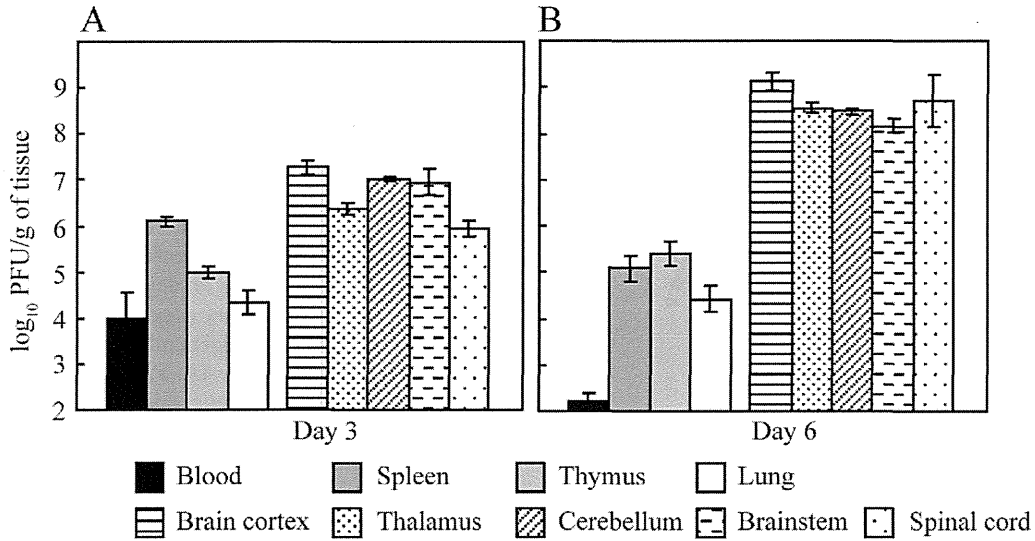 A
B
log₁₀ PFU/g of tissue
9
8
7
6
5
4
3
2
Day 3
Day 6
Blood
Spleen
Thymus
Lung
Brain cortex
Thalamus
Cerebellum
Brainstem
Spinal cord